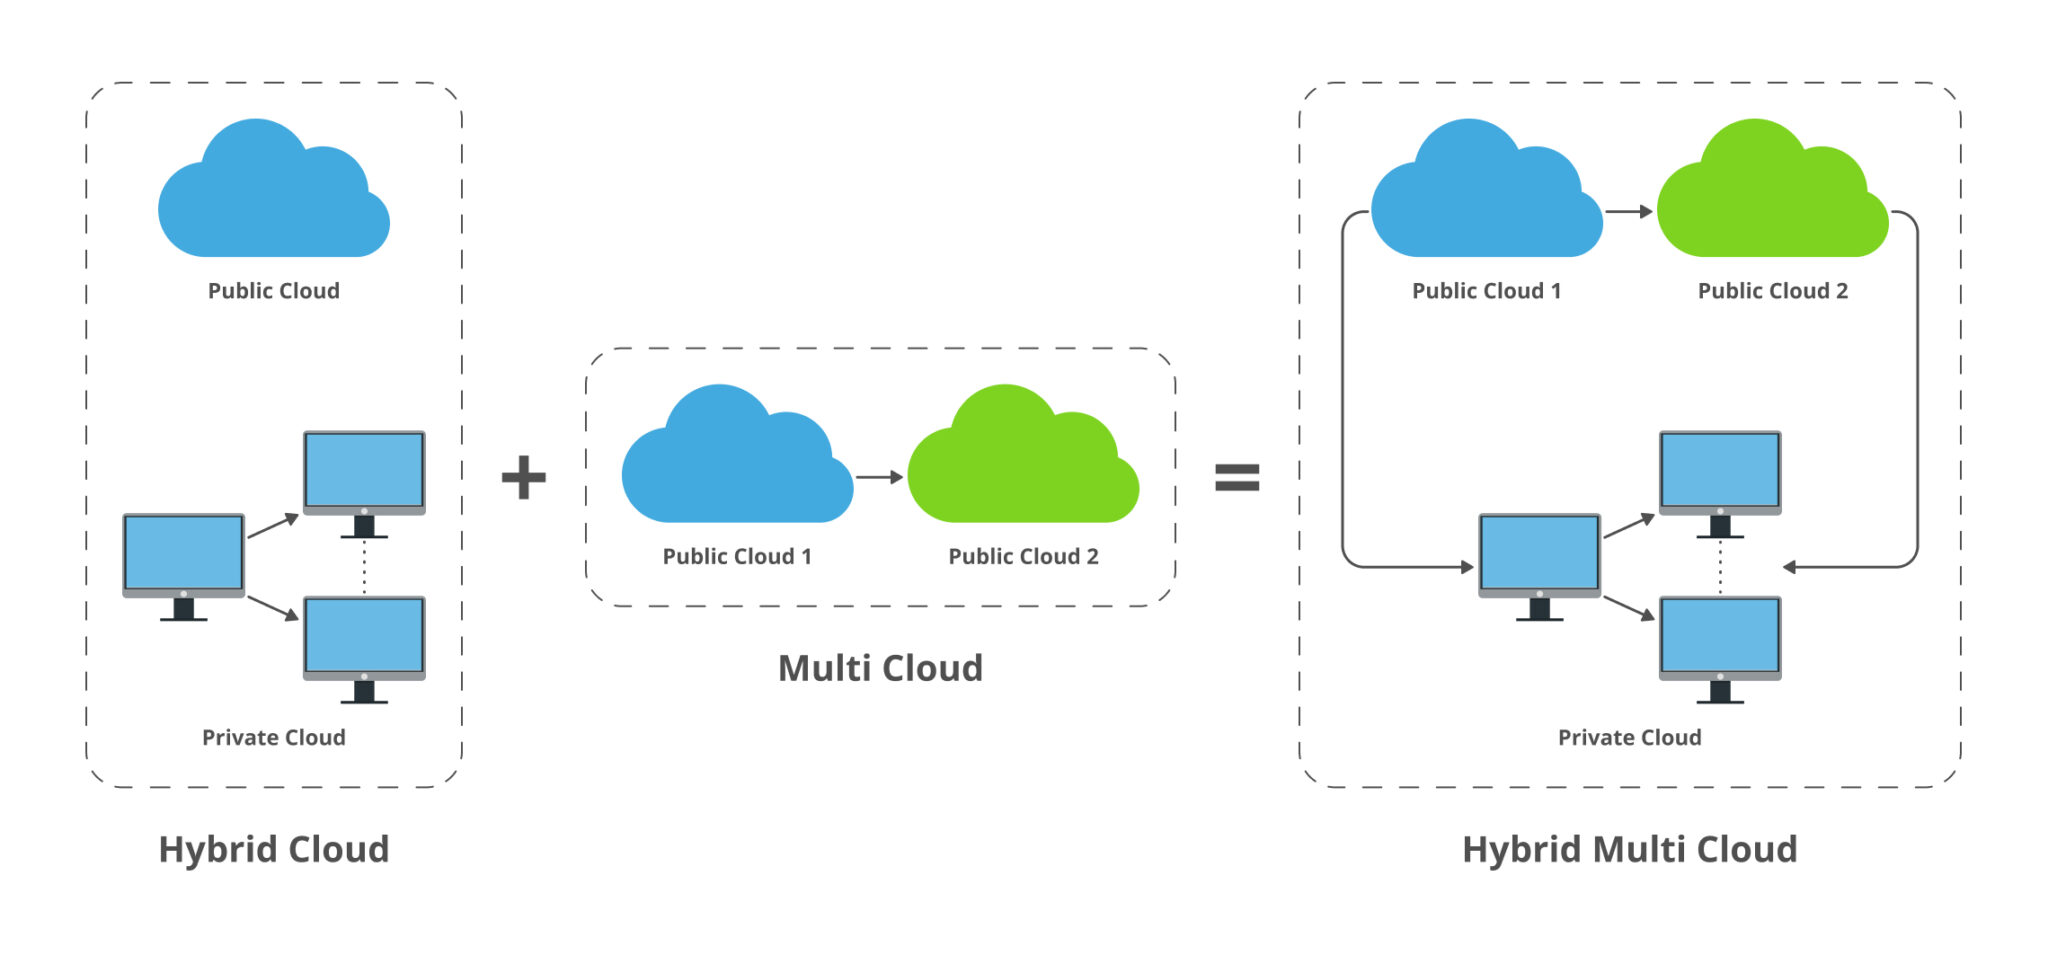 Public Cloud
Private Cloud
Hybrid Cloud
+
Public Cloud 1
Public Cloud 2
Multi Cloud
=
Public Cloud 1
Public Cloud 2
Private Cloud
Hybrid Multi Cloud